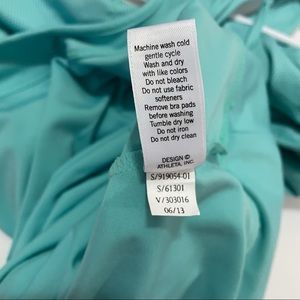 Machine wash cold
gentle cycle
Wash and dry
with like colors
Do not bleach
Do not use fabric
softeners
Remove bra pads
before washing
Tumble dry low
Do not iron
Do not dry clean
DESIGN ©
ATHLETA, INC.
S/919054-01
S/61301
V/303016
06/13